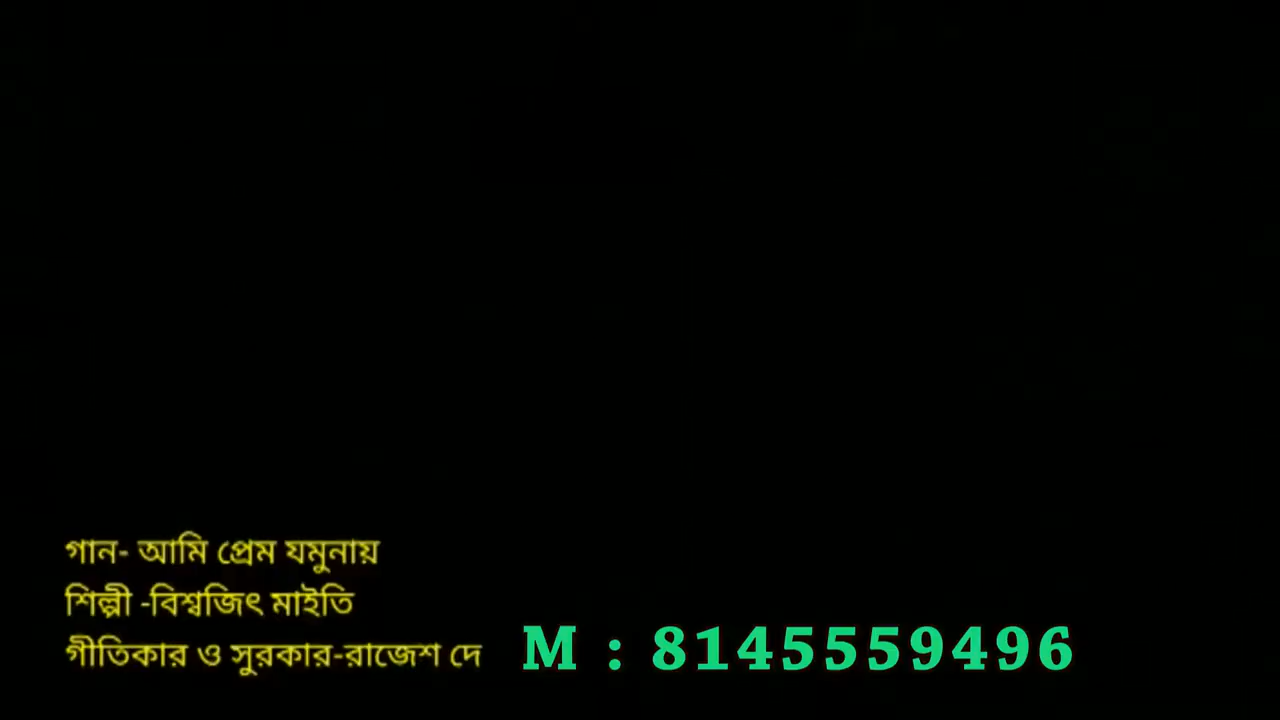 গান- আমি প্রেম যমুনায়
শিল্পী -বিশ্বজিৎ মাইতি
গীতিকার ও সুরকার-রাজেশ দে
M : 8145559496